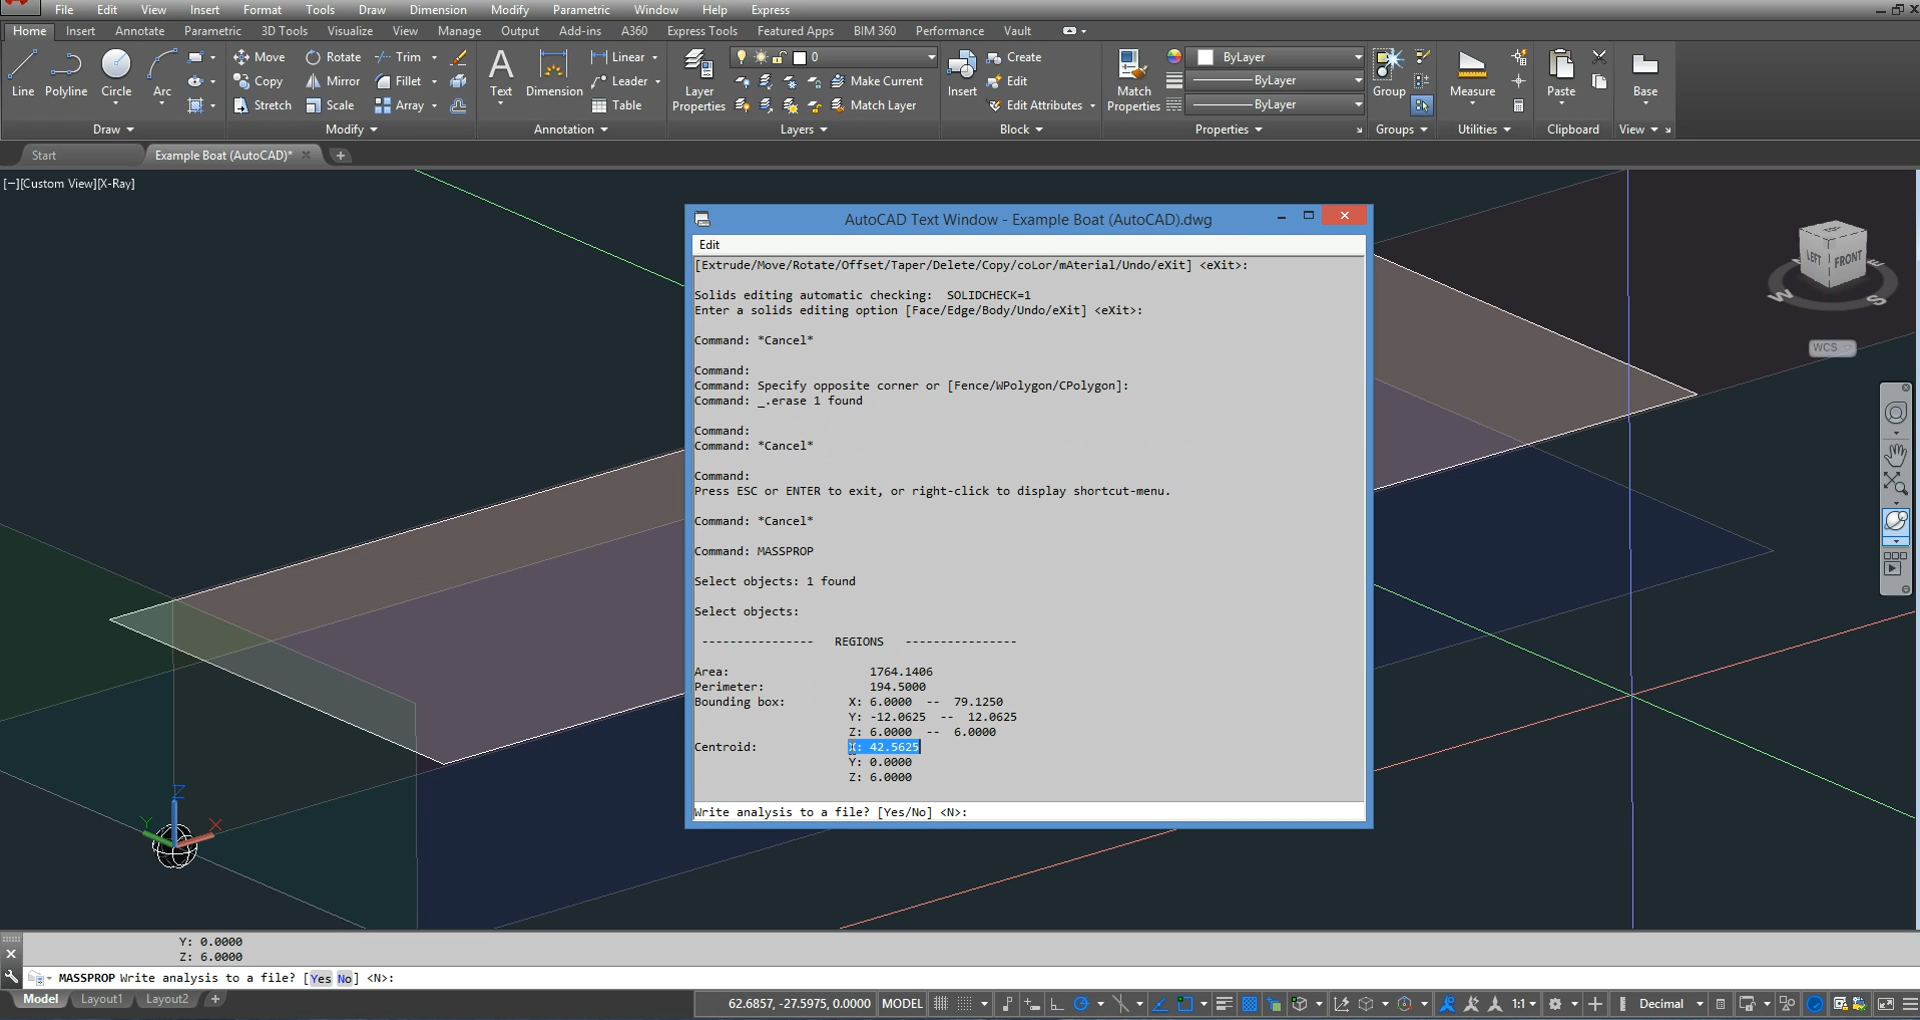 File Edit View Insert Format Tools Draw Dimension Modify Parametric Window Help Express
Home Insert Annotate Parametric 3D Tools Visualize View Manage Output Add-ins A360 Express Tools Featured Apps BIM 360 Performance Vault
Line Polyline Circle Arc
Move Rotate Trim
Copy Mirror Fillet
Stretch Scale Array
Text Dimension
Linear
Leader
Table
Layer Properties
0
Make Current
Match Layer
Insert
Create
Edit
Edit Attributes
Match Properties
ByLayer
ByLayer
ByLayer
Group
Measure
Paste
Base
Draw Modify Annotation Layers Block Properties Groups Utilities Clipboard View
Start Example Boat (AutoCAD)*
[−][Custom View][X-Ray]
AutoCAD Text Window - Example Boat (AutoCAD).dwg
Edit
[Extrude/Move/Rotate/Offset/Taper/Delete/Copy/coLor/mAterial/Undo/eXit] <eXit>:
Solids editing automatic checking:  SOLIDCHECK=1
Enter a solids editing option [Face/Edge/Body/Undo/eXit] <eXit>:
Command: *Cancel*
Command:
Command: Specify opposite corner or [Fence/WPolygon/CPolygon]:
Command: _.erase 1 found
Command:
Command: *Cancel*
Command:
Press ESC or ENTER to exit, or right-click to display shortcut-menu.
Command: *Cancel*
Command: MASSPROP
Select objects: 1 found
Select objects:
----------------   REGIONS   ----------------
Area: 1764.1406
Perimeter: 194.5000
Bounding box: X: 6.0000 -- 79.1250
Y: -12.0625 -- 12.0625
Z: 6.0000 -- 6.0000
Centroid: X: 42.5625
Y: 0.0000
Z: 6.0000
Write analysis to a file? [Yes/No] <N>:
LEFT FRONT
W S
WCS
Z
Y X
Y: 0.0000
Z: 6.0000
MASSPROP Write analysis to a file? [Yes No] <N>:
Model Layout1 Layout2
62.6857, -27.5975, 0.0000 MODEL 1:1 Decimal